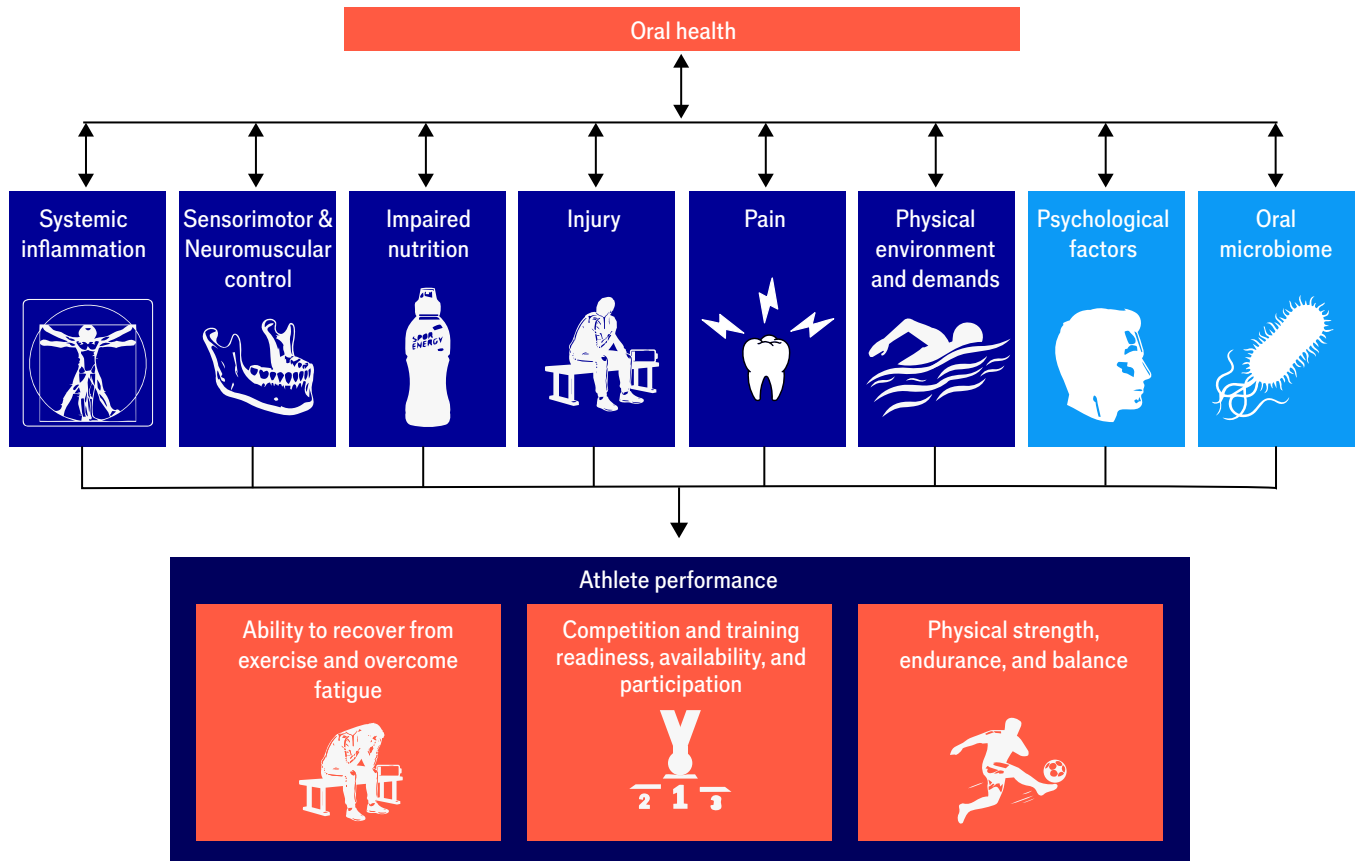 Oral health
Systemic
inflammation
Sensorimotor &
Neuromuscular
control
Impaired
nutrition
SPOR
ENERGY
Injury
Pain
Physical
environment
and demands
Psychological
factors
Oral
microbiome
Athlete performance
Ability to recover from
exercise and overcome
fatigue
Competition and training
readiness, availability, and
participation
2 1 3
Physical strength,
endurance, and balance